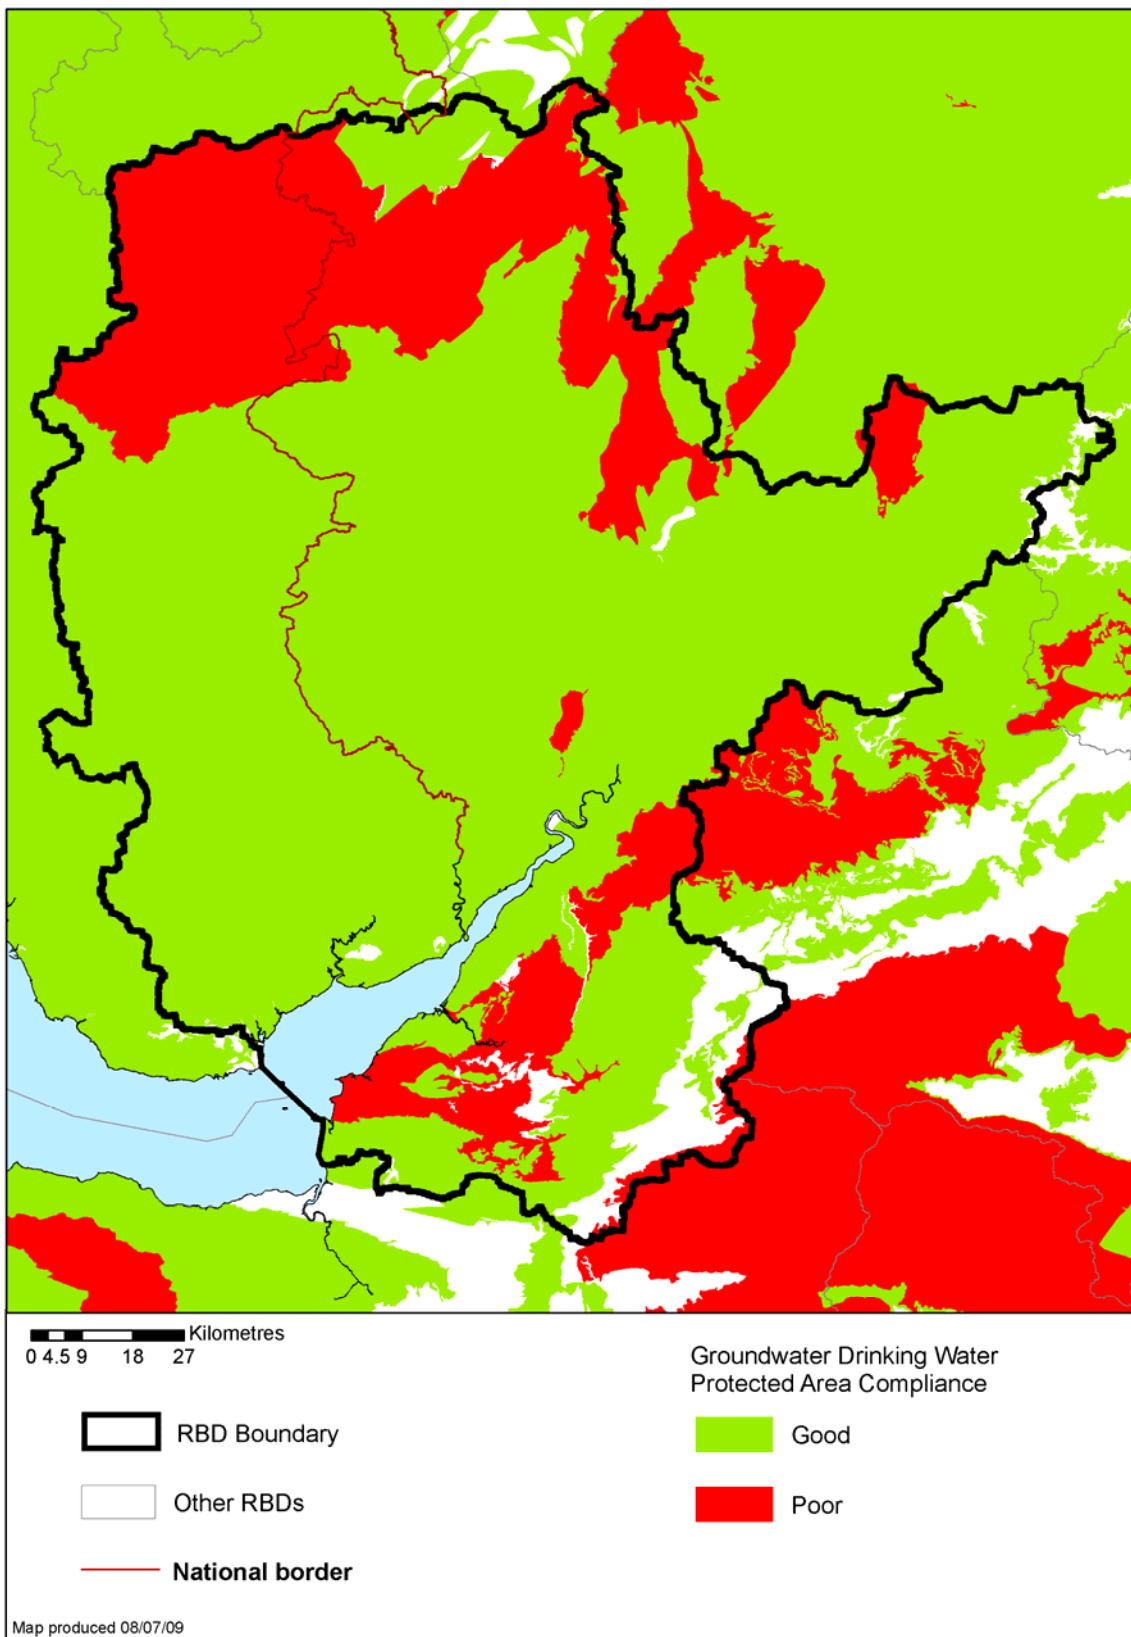 Kilometres
0 4.5 9 18 27
Groundwater Drinking Water
Protected Area Compliance
RBD Boundary
Good
Other RBDs
Poor
National border
Map produced 08/07/09